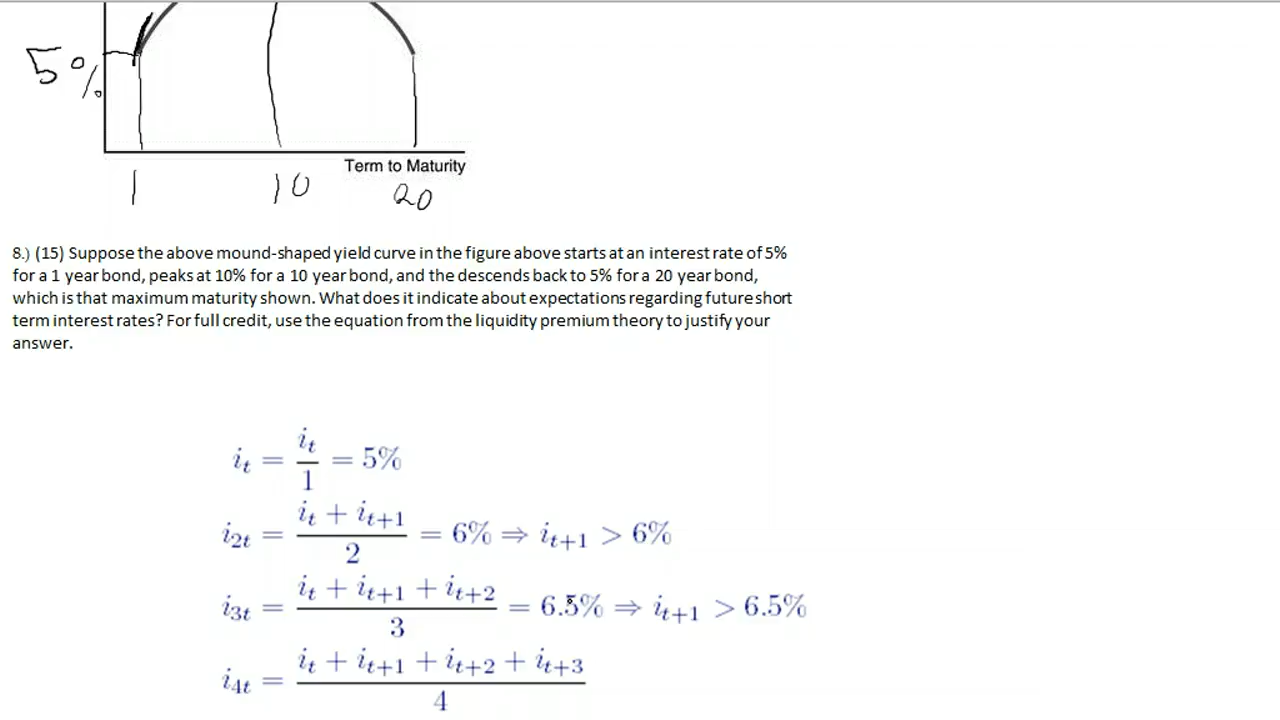 5%
Term to Maturity
1 10 20
8.) (15) Suppose the above mound-shaped yield curve in the figure above starts at an interest rate of 5%
for a 1 year bond, peaks at 10% for a 10 year bond, and the descends back to 5% for a 20 year bond,
which is that maximum maturity shown. What does it indicate about expectations regarding future short
term interest rates? For full credit, use the equation from the liquidity premium theory to justify your
answer.
i_t = \frac{i_t}{1} = 5%
i_{2t} = \frac{i_t + i_{t+1}}{2} = 6% ⇒ i_{t+1} > 6%
i_{3t} = \frac{i_t + i_{t+1} + i_{t+2}}{3} = 6.5% ⇒ i_{t+1} > 6.5%
i_{4t} = \frac{i_t + i_{t+1} + i_{t+2} + i_{t+3}}{4}